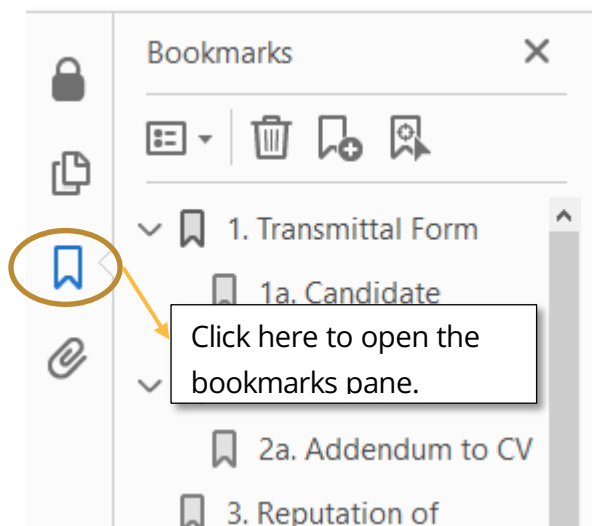 Bookmarks
1. Transmittal Form
1a. Candidate
Click here to open the
bookmarks pane.
2a. Addendum to CV
3. Reputation of